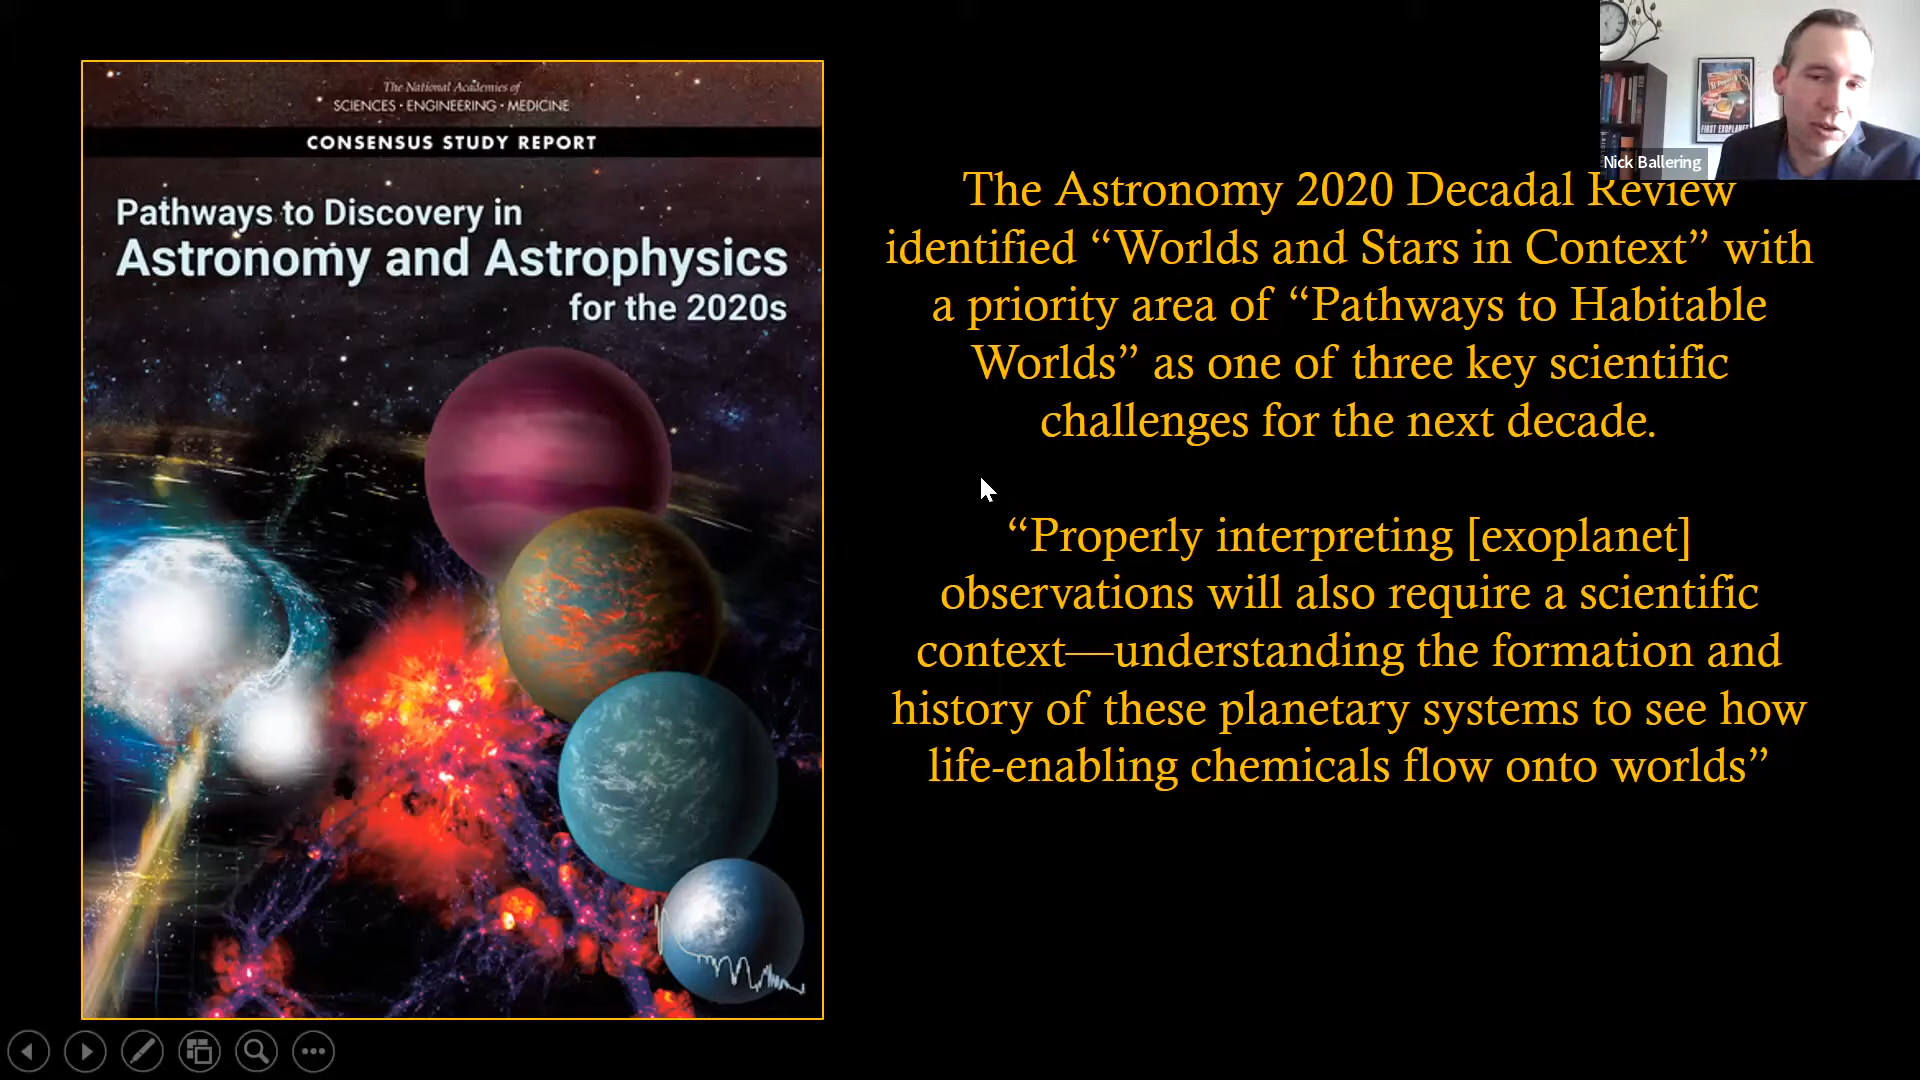 The National Academies of
SCIENCES • ENGINEERING • MEDICINE
CONSENSUS STUDY REPORT
Pathways to Discovery in
Astronomy and Astrophysics
for the 2020s
Nick Ballering
FIRST EXOPLANET
The Astronomy 2020 Decadal Review
identified “Worlds and Stars in Context” with
a priority area of “Pathways to Habitable
Worlds” as one of three key scientific
challenges for the next decade.
“Properly interpreting [exoplanet]
observations will also require a scientific
context—understanding the formation and
history of these planetary systems to see how
life-enabling chemicals flow onto worlds”